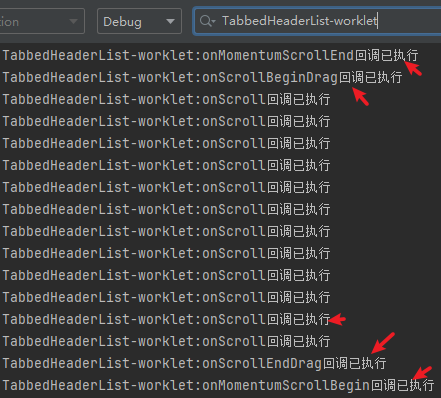 tion
Debug
TabbedHeaderList-worklet
TabbedHeaderList-worklet:onMomentumScrollEnd回调已执行
TabbedHeaderList-worklet:onScrollBeginDrag回调已执行
TabbedHeaderList-worklet:onScroll回调已执行
TabbedHeaderList-worklet:onScroll回调已执行
TabbedHeaderList-worklet:onScroll回调已执行
TabbedHeaderList-worklet:onScroll回调已执行
TabbedHeaderList-worklet:onScroll回调已执行
TabbedHeaderList-worklet:onScroll回调已执行
TabbedHeaderList-worklet:onScroll回调已执行
TabbedHeaderList-worklet:onScroll回调已执行
TabbedHeaderList-worklet:onScroll回调已执行
TabbedHeaderList-worklet:onScroll回调已执行
TabbedHeaderList-worklet:onScroll回调已执行
TabbedHeaderList-worklet:onScroll回调已执行
TabbedHeaderList-worklet:onScrollEndDrag回调已执行
TabbedHeaderList-worklet:onMomentumScrollBegin回调已执行